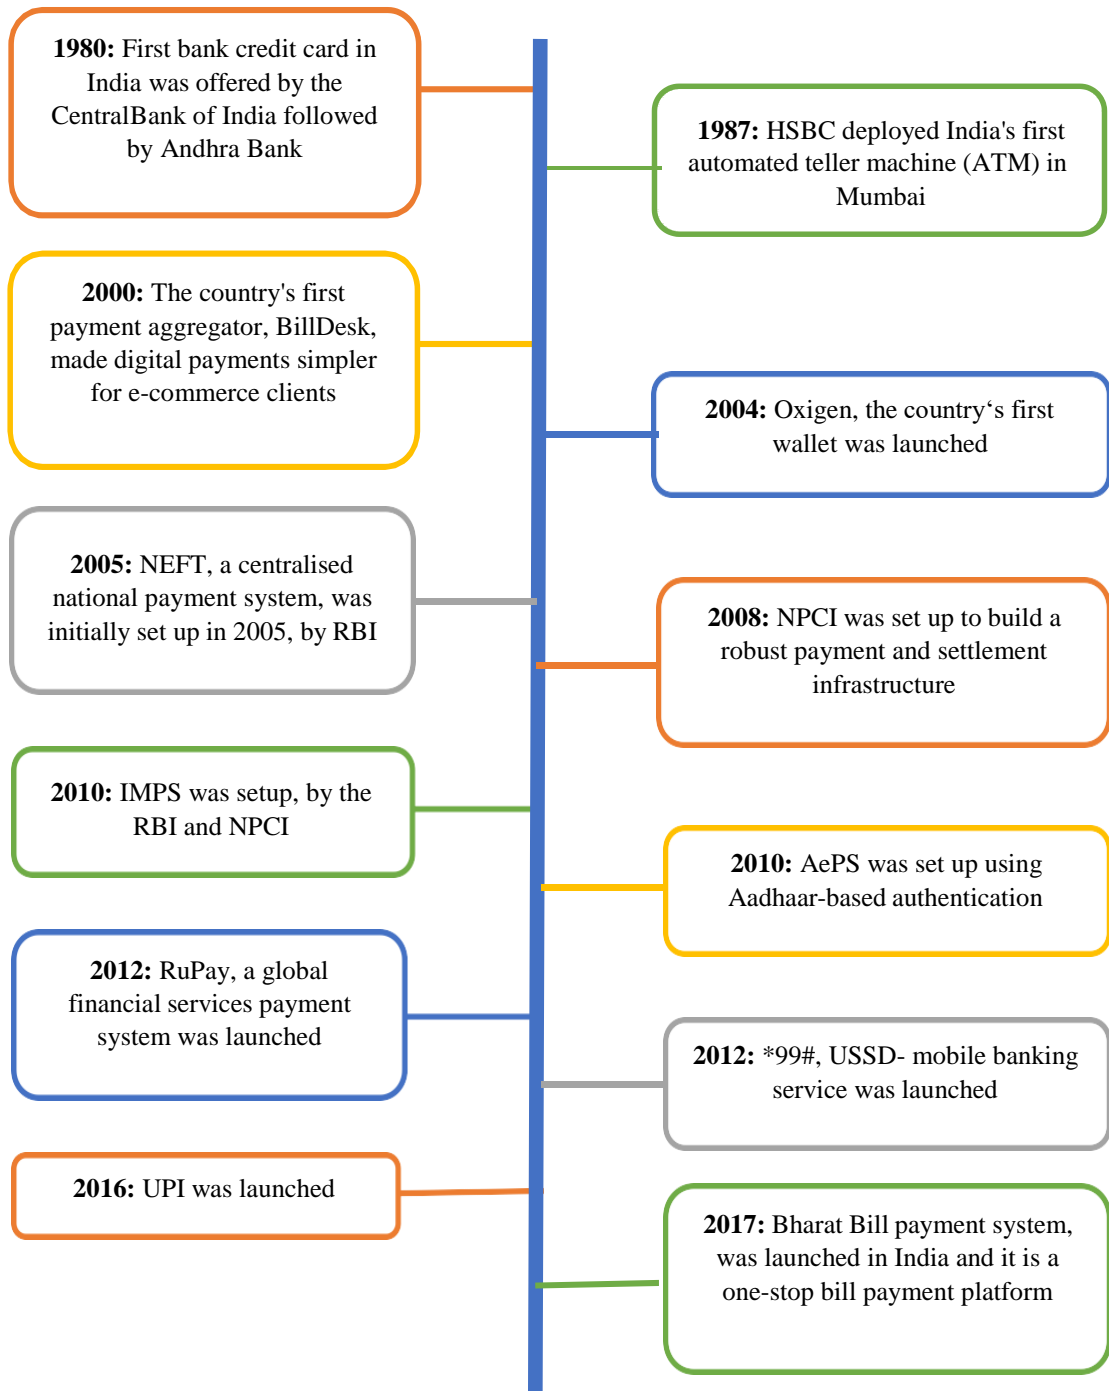 1980: First bank credit card in
India was offered by the
CentralBank of India followed
by Andhra Bank
1987: HSBC deployed India's first
automated teller machine (ATM) in
Mumbai
2000: The country's first
payment aggregator, BillDesk,
made digital payments simpler
for e-commerce clients
2004: Oxigen, the country‘s first
wallet was launched
2005: NEFT, a centralised
national payment system, was
initially set up in 2005, by RBI
2008: NPCI was set up to build a
robust payment and settlement
infrastructure
2010: IMPS was setup, by the
RBI and NPCI
2010: AePS was set up using
Aadhaar-based authentication
2012: RuPay, a global
financial services payment
system was launched
2012: *99#, USSD- mobile banking
service was launched
2016: UPI was launched
2017: Bharat Bill payment system,
was launched in India and it is a
one-stop bill payment platform